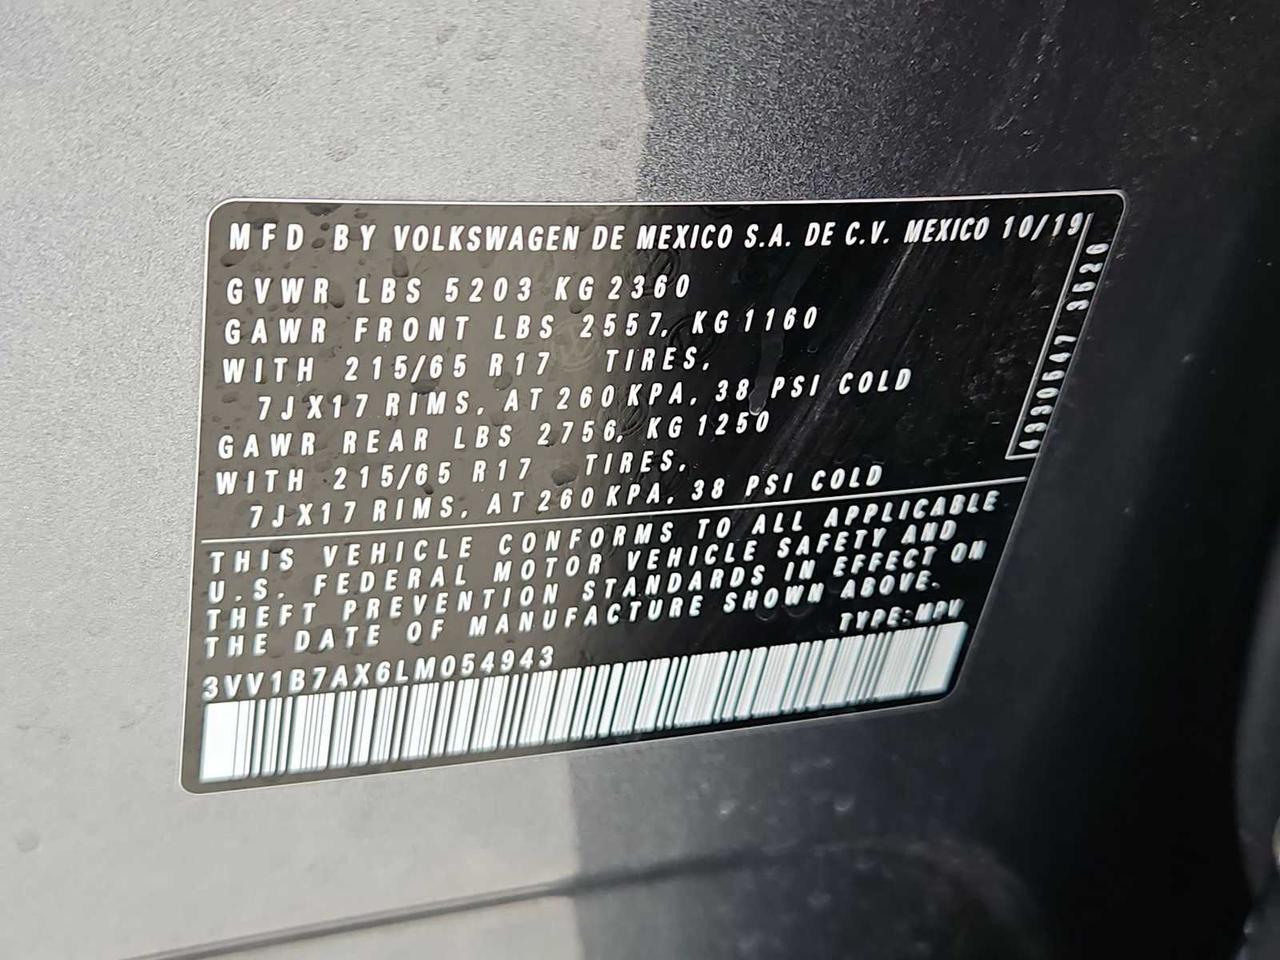 MFD BY VOLKSWAGEN DE MEXICO S.A. DE C.V. MEXICO 10/19
GVWR LBS 5203 KG 2360
GAWR FRONT LBS 2557, KG 1160
WITH 215/65 R17 TIRES,
7JX17 RIMS, AT 260 KPA, 38 PSI COLD
GAWR REAR LBS 2756, KG 1250
WITH 215/65 R17 TIRES,
7JX17 RIMS, AT 260 KPA, 38 PSI COLD
THIS VEHICLE CONFORMS TO ALL APPLICABLE
U.S. FEDERAL MOTOR VEHICLE SAFETY AND
THEFT PREVENTION STANDARDS IN EFFECT ON
THE DATE OF MANUFACTURE SHOWN ABOVE.
TYPE:MPV
3VV1B7AX6LM054943